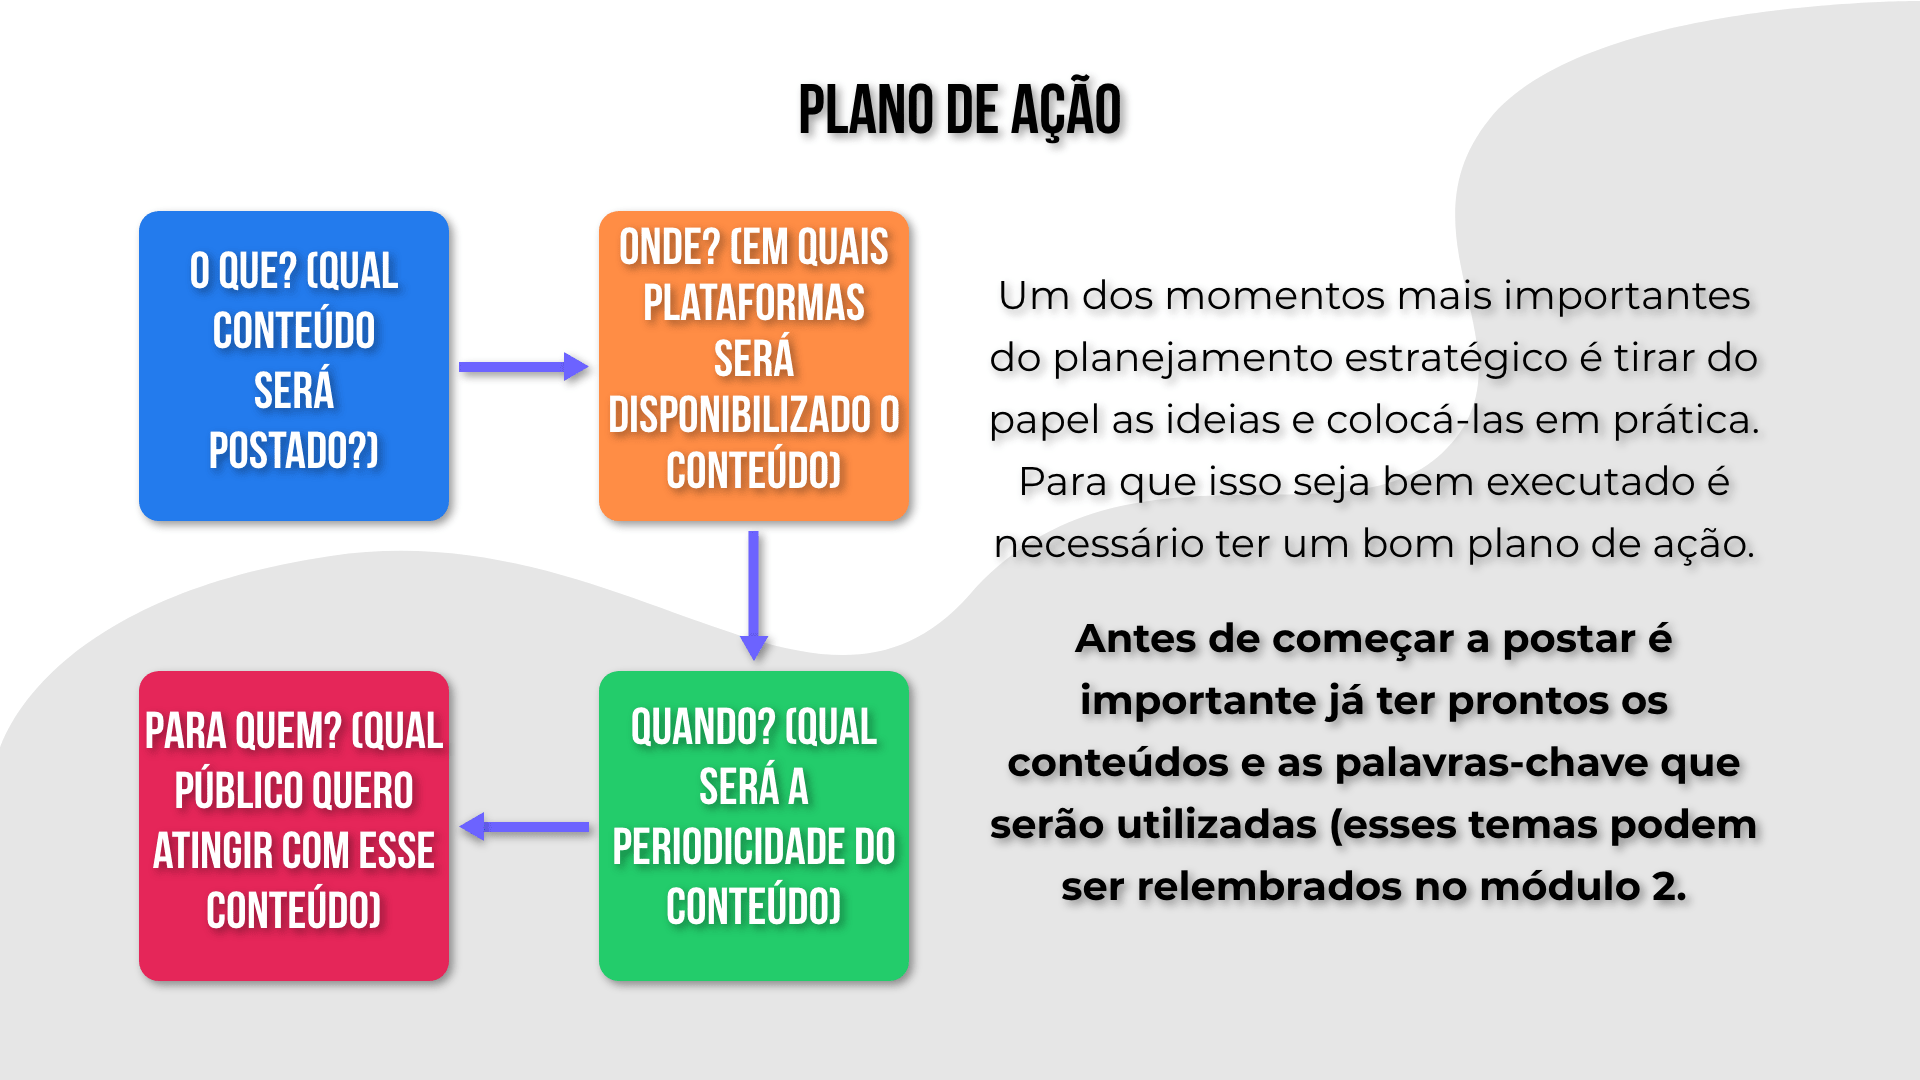 PLANO DE AÇÃO
O QUE? (QUAL
CONTEÚDO
SERÁ
POSTADO?)
ONDE? (EM QUAIS
PLATAFORMAS
SERÁ
DISPONIBILIZADO O
CONTEÚDO)
QUANDO? (QUAL
SERÁ A
PERIODICIDADE DO
CONTEÚDO)
PARA QUEM? (QUAL
PÚBLICO QUERO
ATINGIR COM ESSE
CONTEÚDO)
Um dos momentos mais importantes
do planejamento estratégico é tirar do
papel as ideias e colocá-las em prática.
Para que isso seja bem executado é
necessário ter um bom plano de ação.
Antes de começar a postar é
importante já ter prontos os
conteúdos e as palavras-chave que
serão utilizadas (esses temas podem
ser relembrados no módulo 2.